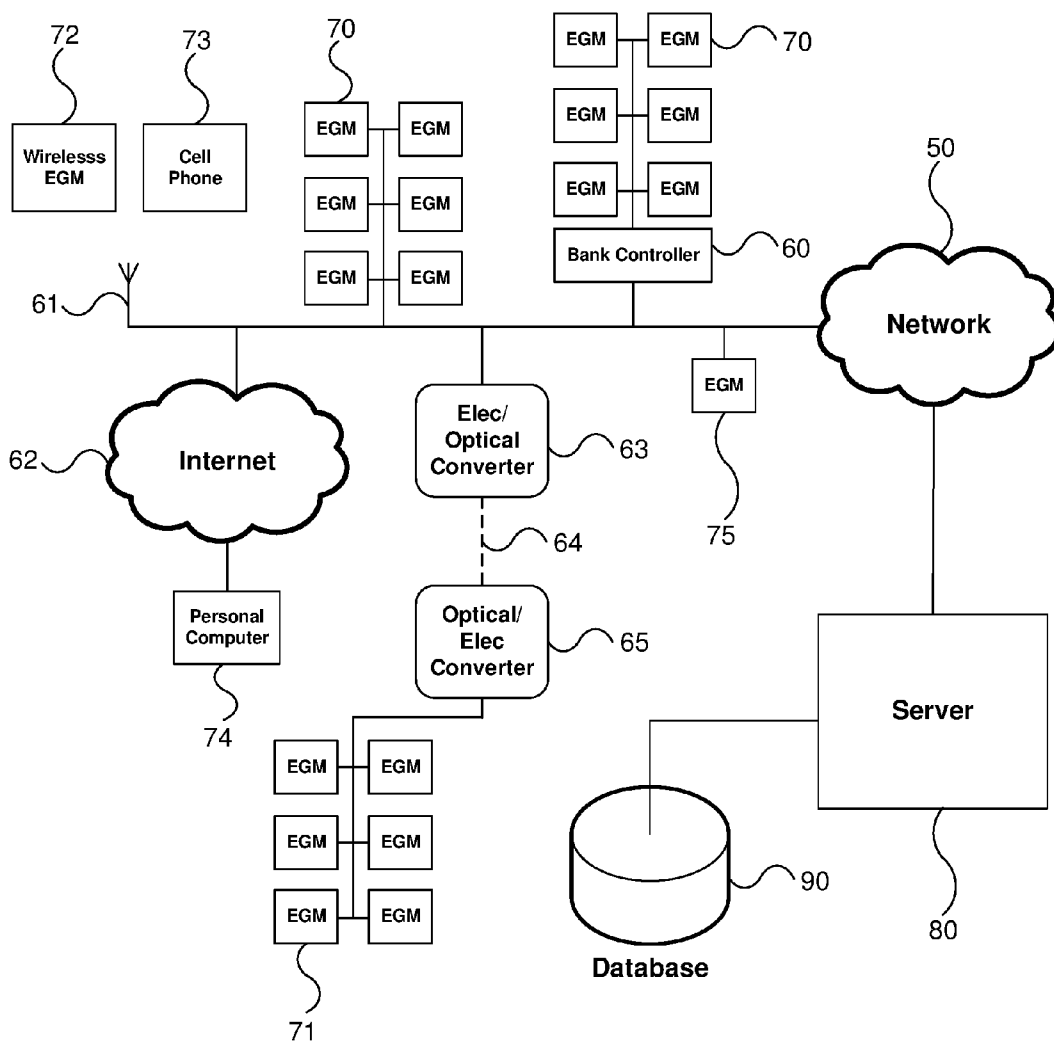 72
73
70
70
EGM EGM
EGM EGM
EGM EGM
Bank Controller
60
Wirelesss
EGM
Cell
Phone
EGM EGM
EGM EGM
EGM EGM
50
Network
61
62
Internet
Elec/
Optical
Converter
63
EGM
75
64
Personal
Computer
74
Optical/
Elec
Converter
65
Server
80
EGM EGM
EGM EGM
EGM EGM
71
90
Database